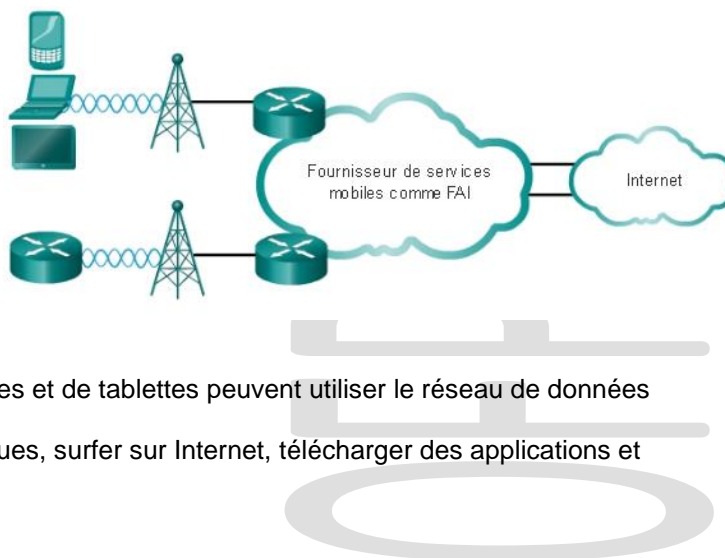 Fournisseur de services
mobiles comme FAI
Internet
es et de tablettes peuvent utiliser le réseau de données
ues, surfer sur Internet, télécharger des applications et